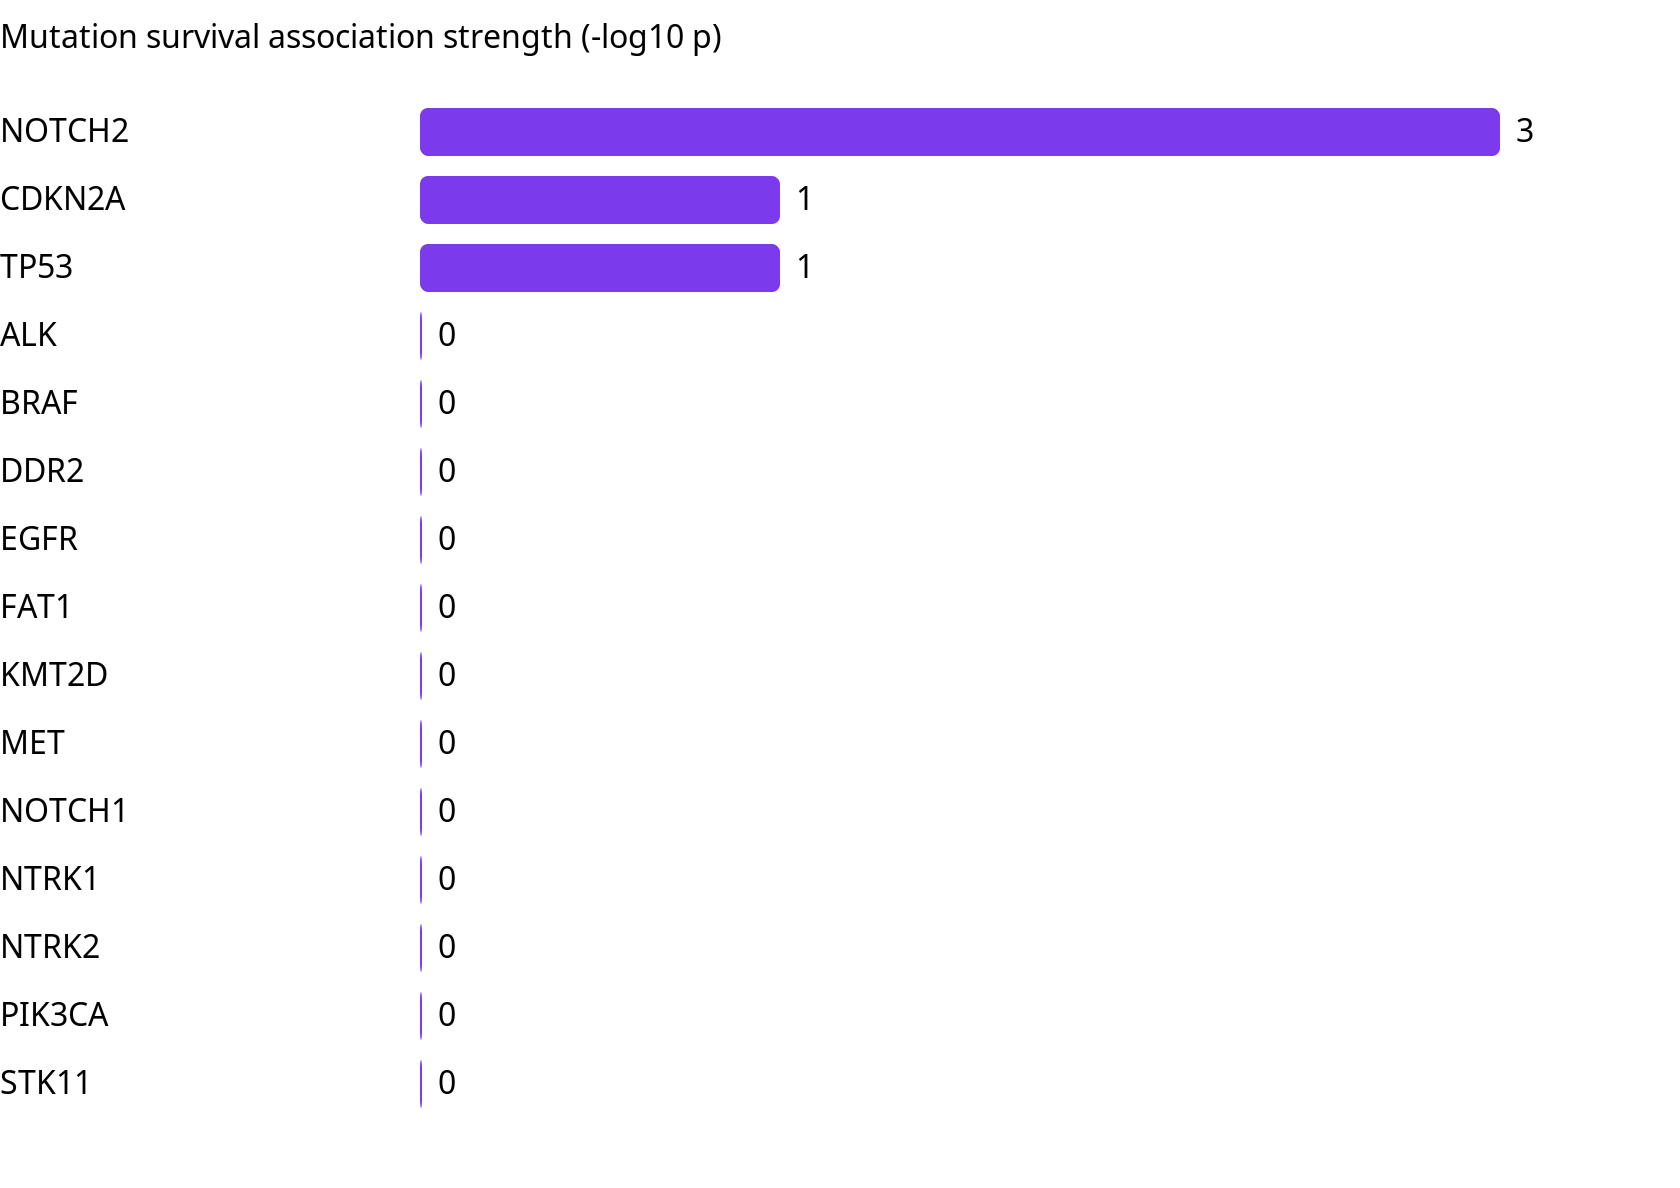 Mutation survival association strength (-log10 p)
NOTCH2 3
CDKN2A 1
TP53 1
ALK 0
BRAF 0
DDR2 0
EGFR 0
FAT1 0
KMT2D 0
MET 0
NOTCH1 0
NTRK1 0
NTRK2 0
PIK3CA 0
STK11 0